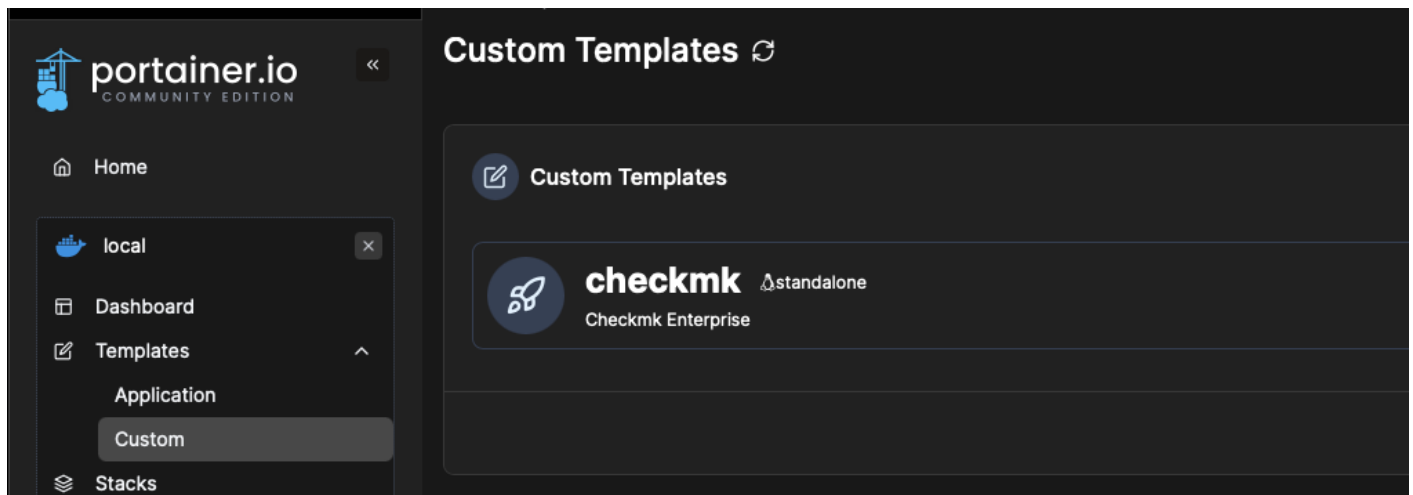 portainer.io
COMMUNITY EDITION
Home
local
Dashboard
Templates
Application
Custom
Stacks
Custom Templates
Custom Templates
checkmk standalone
Checkmk Enterprise